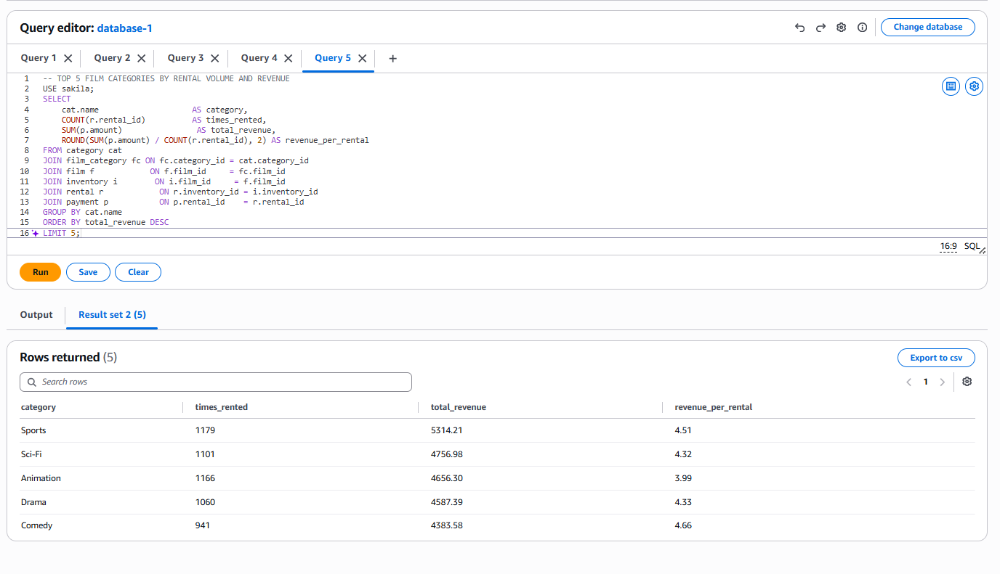 Query editor: database-1
Change database
Query 1 Query 2 Query 3 Query 4 Query 5 +
1 -- TOP 5 FILM CATEGORIES BY RENTAL VOLUME AND REVENUE
2 USE sakila;
3 SELECT
4 cat.name AS category,
5 COUNT(r.rental_id) AS times_rented,
6 SUM(p.amount) AS total_revenue,
7 ROUND(SUM(p.amount) / COUNT(r.rental_id), 2) AS revenue_per_rental
8 FROM category cat
9 JOIN film_category fc ON fc.category_id = cat.category_id
10 JOIN film f ON f.film_id = fc.film_id
11 JOIN inventory i ON i.film_id = f.film_id
12 JOIN rental r ON r.inventory_id = i.inventory_id
13 JOIN payment p ON p.rental_id = r.rental_id
14 GROUP BY cat.name
15 ORDER BY total_revenue DESC
16 LIMIT 5;
16:9 SQL
Run Save Clear
Output Result set 2 (5)
Rows returned (5)
Export to csv
Search rows
1
category times_rented total_revenue revenue_per_rental
Sports 1179 5314.21 4.51
Sci-Fi 1101 4756.98 4.32
Animation 1166 4656.30 3.99
Drama 1060 4587.39 4.33
Comedy 941 4383.58 4.66